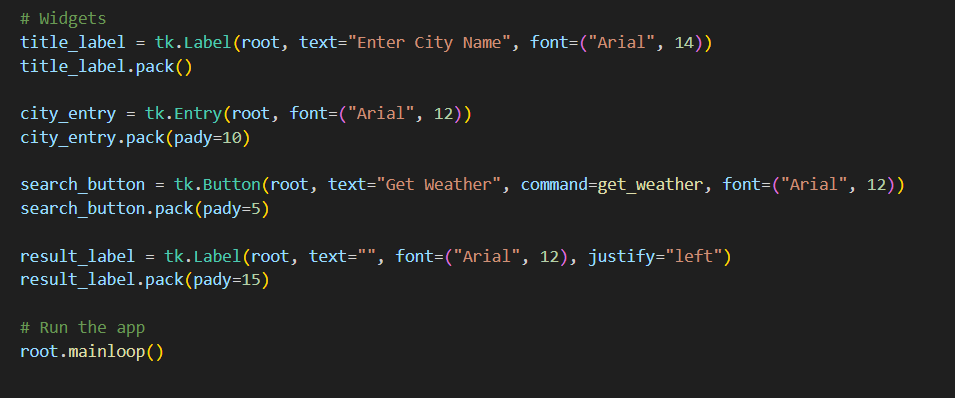 # Widgets
title_label = tk.Label(root, text="Enter City Name", font=("Arial", 14))
title_label.pack()
city_entry = tk.Entry(root, font=("Arial", 12))
city_entry.pack(pady=10)
search_button = tk.Button(root, text="Get Weather", command=get_weather, font=("Arial", 12))
search_button.pack(pady=5)
result_label = tk.Label(root, text="", font=("Arial", 12), justify="left")
result_label.pack(pady=15)
# Run the app
root.mainloop()